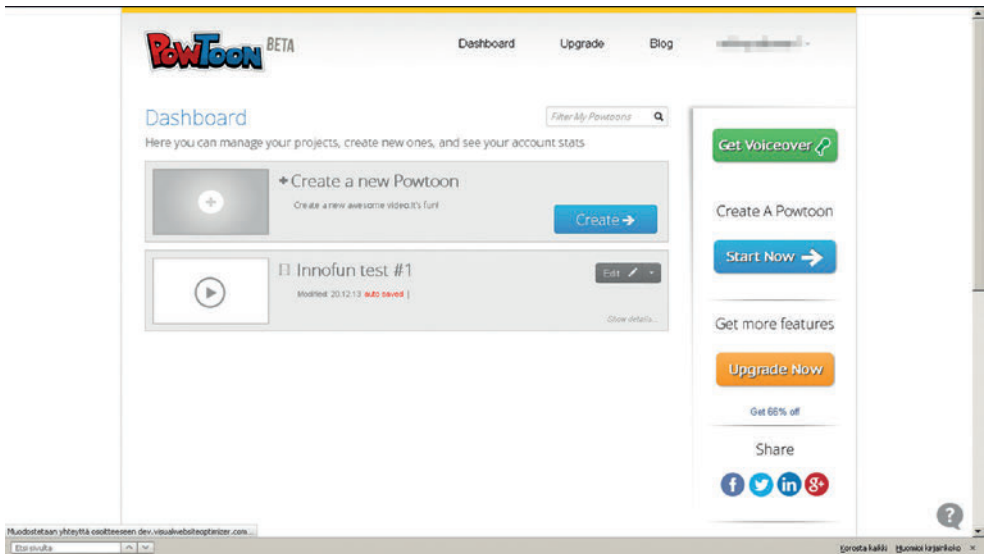 PowToon BETA
Dashboard Upgrade Blog
Dashboard
Filter My Powtoons
Here you can manage your projects, create new ones, and see your account stats
Create a new Powtoon
Create a new awesome video.It's fun!
Create
Innofun test #1
Modified: 20.12.13 auto saved |
Edit
Show details...
Get Voiceover
Create A Powtoon
Start Now
Get more features
Upgrade Now
Get 66% off
Share
Muodostetaan yhteyttä osoitteeseen dev.visualwebsiteoptimizer.com...
Etsi sivulta
Korosta kaikki Huomioi kirjainkoko